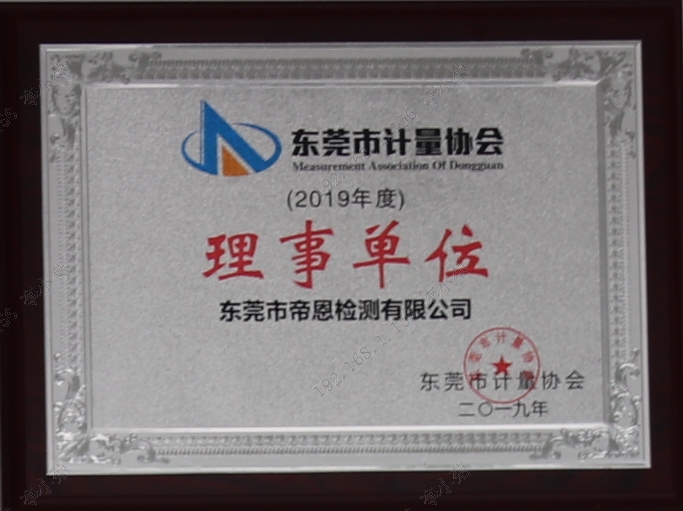 东莞市计量协会
Measurement Association Of Dongguan
(2019年度)
理事单位
东莞市帝恩检测有限公司
东莞市计量协会
二〇一九年